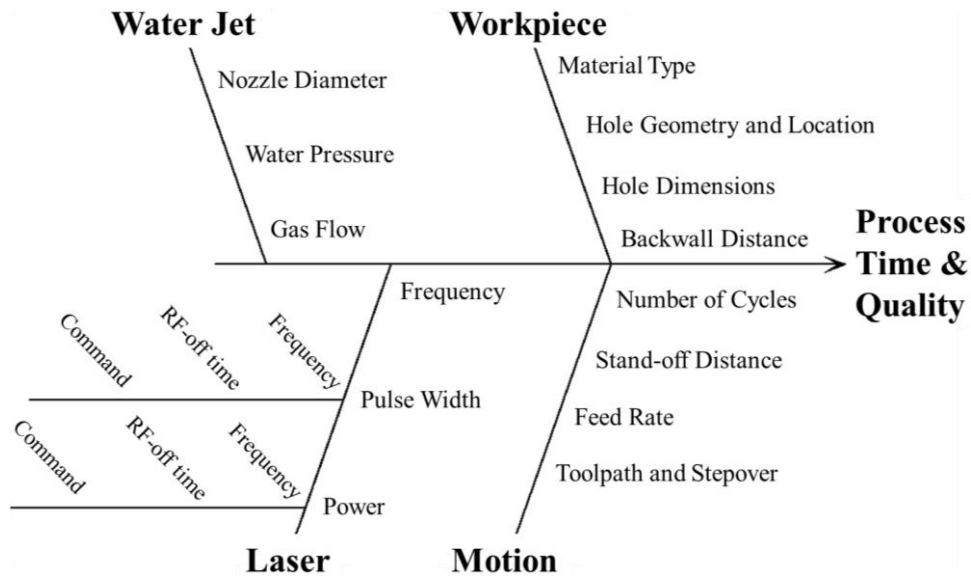 Water Jet
Nozzle Diameter
Water Pressure
Gas Flow
Workpiece
Material Type
Hole Geometry and Location
Hole Dimensions
Backwall Distance
Process
Time &
Quality
Frequency
Command
RF-off time
Frequency
Pulse Width
Command
RF-off time
Frequency
Power
Laser
Number of Cycles
Stand-off Distance
Feed Rate
Toolpath and Stepover
Motion